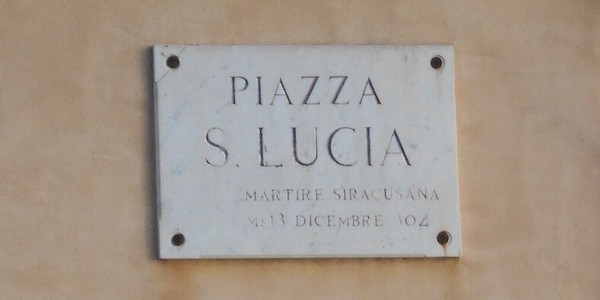 PIAZZA
S. LUCIA
MARTIRE SIRACUSANA
M. 13 DICEMBRE 304